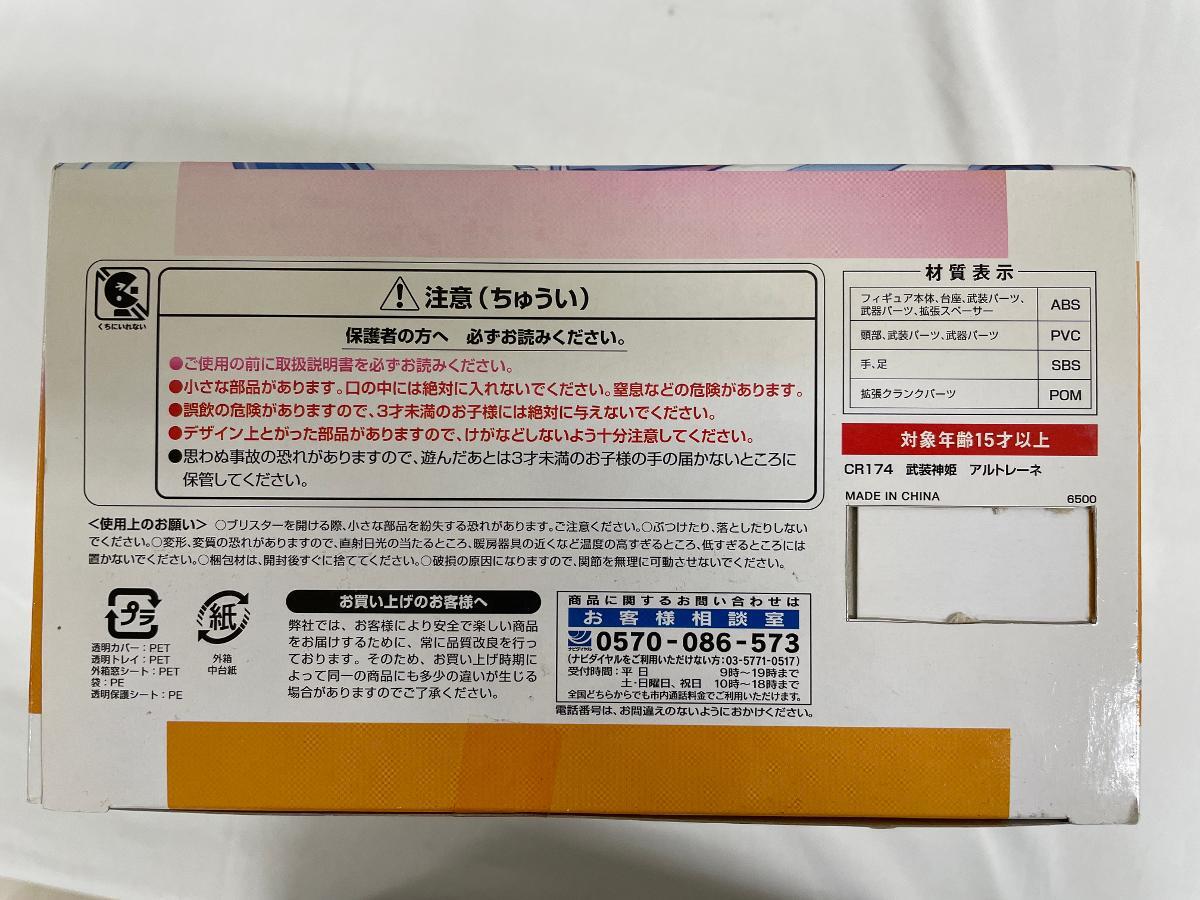 くちにいれない
注意(ちゅうい)
保護者の方へ 必ずお読みください。
●ご使用の前に取扱説明書を必ずお読みください。
●小さな部品があります。口の中には絶対に入れないでください。窒息などの危険があります。
●誤飲の危険がありますので、3才未満のお子様には絶対に与えないでください。
●デザイン上とがった部品がありますので、けがなどしないよう十分注意してください。
●思わぬ事故の恐れがありますので、遊んだあとは3才未満のお子様の手の届かないところに
保管してください。
材質表示
フィギュア本体、台座、武装パーツ、
武器パーツ、拡張スペーサー
ABS
頭部、武装パーツ、武器パーツ
PVC
手、足
SBS
拡張クランクパーツ
POM
対象年齢15才以上
CR174 武装神姫 アルトレーネ
MADE IN CHINA
6500
<使用上のお願い> ○ブリスターを開ける際、小さな部品を紛失する恐れがあります。ご注意ください。○ぶつけたり、落としたりしない
でください。○変形、変質の恐れがありますので、直射日光の当たるところ、暖房器具の近くなど温度の高すぎるところ、低すぎるところには
置かないでください。○梱包材は、開封後すぐに捨ててください。○破損の原因になりますので、関節を無理に可動させないでください。
プラ
透明カバー:PET
透明トレイ:PET
外箱窓シート:PET
袋:PE
透明保護シート:PE
紙
外箱
中台紙
お買い上げのお客様へ
弊社では、お客様により安全で楽しい商品
をお届けするために、常に品質改良を行っ
ております。そのため、お買い上げ時期に
よって同一の商品にも多少の違いが生じる
場合がありますのでご了承ください。
商品に関するお問い合わせは
お客様相談室
ナビダイヤル
0570-086-573
(ナビダイヤルをご利用いただけない方:03-5771-0517)
受付時間:平日 9時〜19時まで
土・日曜日、祝日 10時〜18時まで
全国どちらからでも市内通話料金でご利用いただけます。
電話番号は、お間違えのないようにおかけください。